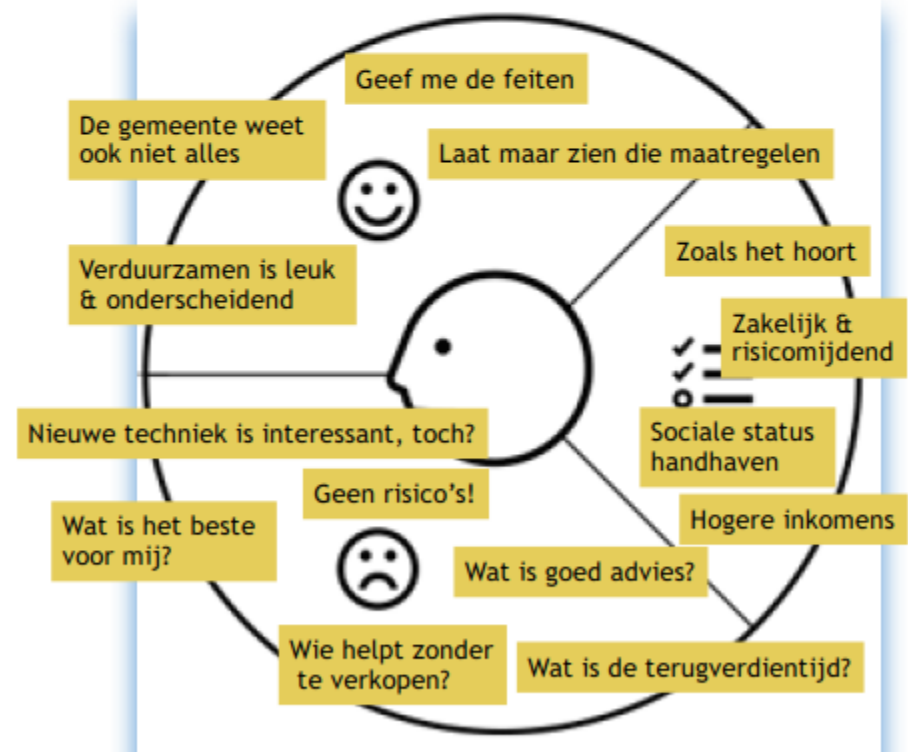 Geef me de feiten
De gemeente weet
ook niet alles
Laat maar zien die maatregelen
Zoals het hoort
Verduurzamen is leuk
& onderscheidend
Zakelijk &
risicomijdend
Nieuwe techniek is interessant, toch?
Sociale status
handhaven
Geen risico's!
Hogere inkomens
Wat is het beste
voor mij?
Wat is goed advies?
Wie helpt zonder
te verkopen?
Wat is de terugverdientijd?